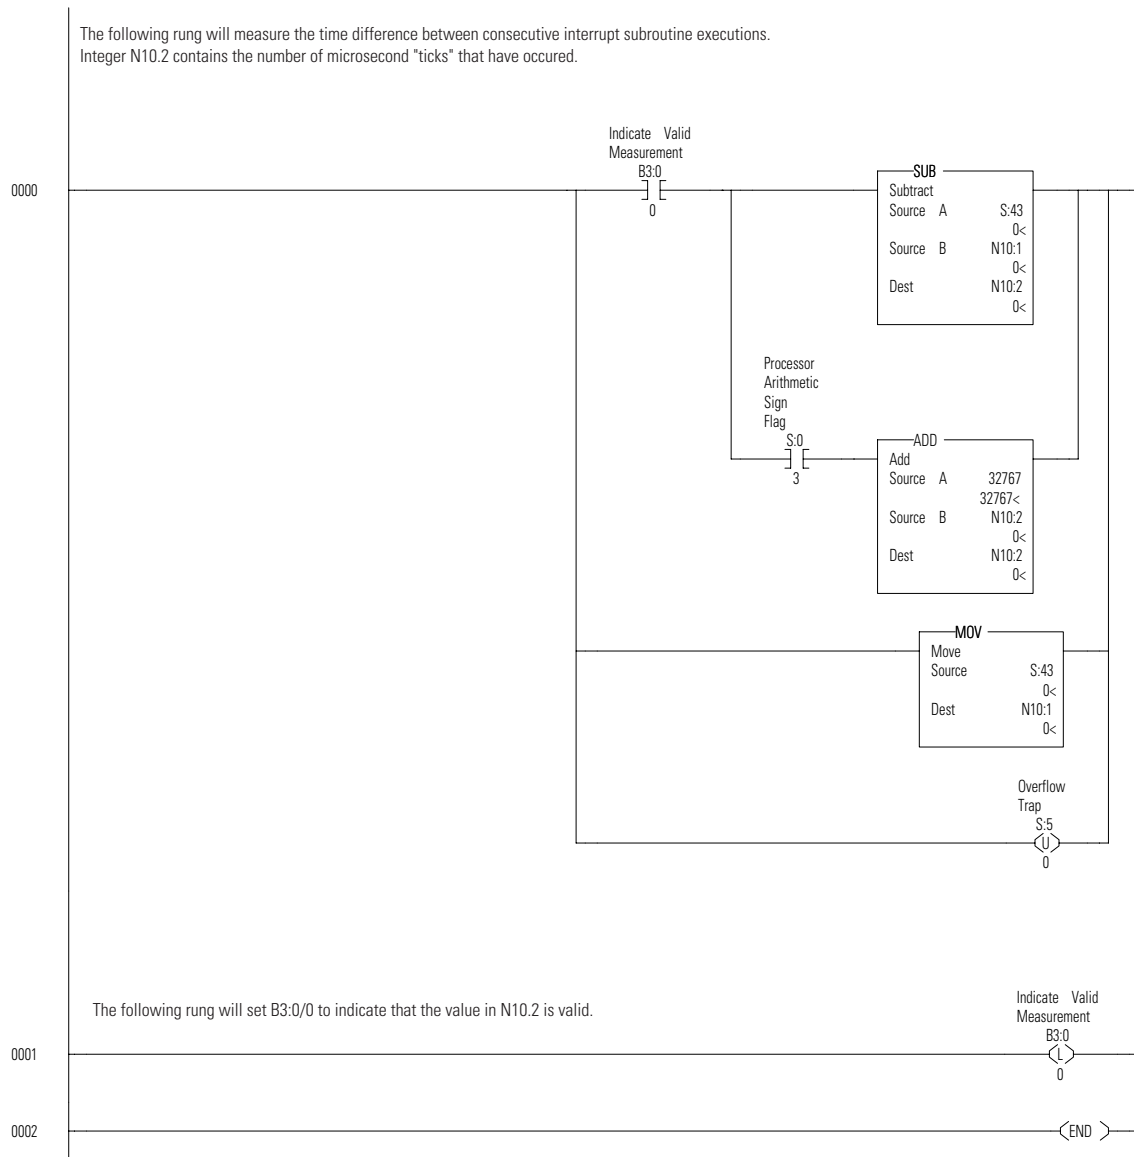 The following rung will measure the time difference between consecutive interrupt subroutine executions.
Integer N10.2 contains the number of microsecond "ticks" that have occured.
Indicate Valid
Measurement
B3:0
0
0000
SUB
Subtract
Source A S:43
0<
Source B N10:1
0<
Dest N10:2
0<
Processor
Arithmetic
Sign
Flag
S:0
3
ADD
Add
Source A 32767
32767<
Source B N10:2
0<
Dest N10:2
0<
MOV
Move
Source S:43
0<
Dest N10:1
0<
Overflow
Trap
S:5
U
0
The following rung will set B3:0/0 to indicate that the value in N10.2 is valid.
Indicate Valid
Measurement
B3:0
0001
L
0
0002
END